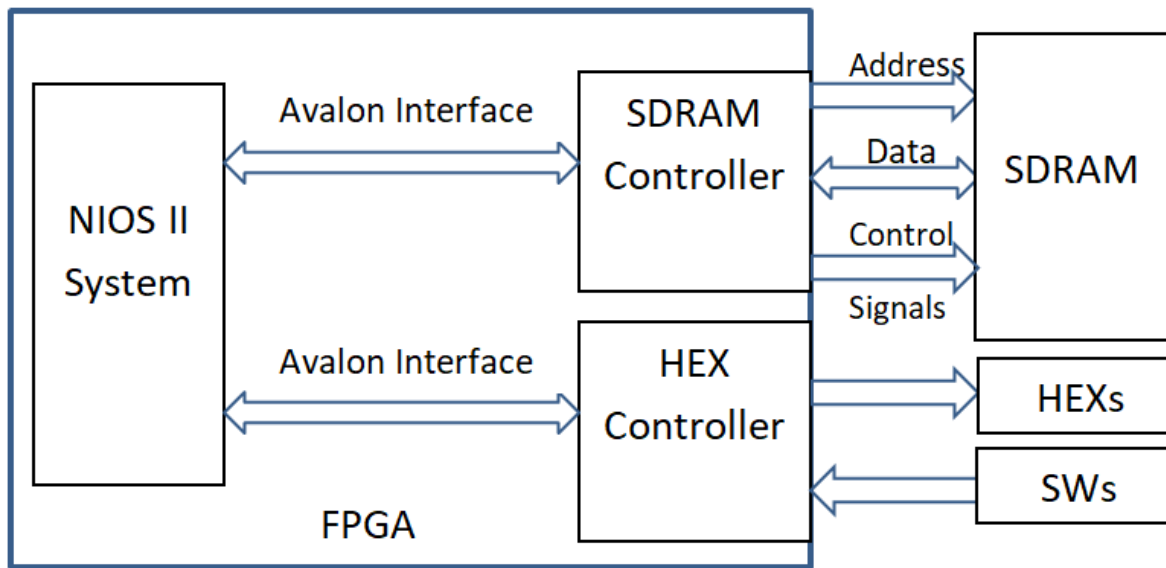 NIOS II
System
Avalon Interface
Avalon Interface
FPGA
SDRAM
Controller
HEX
Controller
Address
Data
Control
Signals
SDRAM
HEXs
SWs